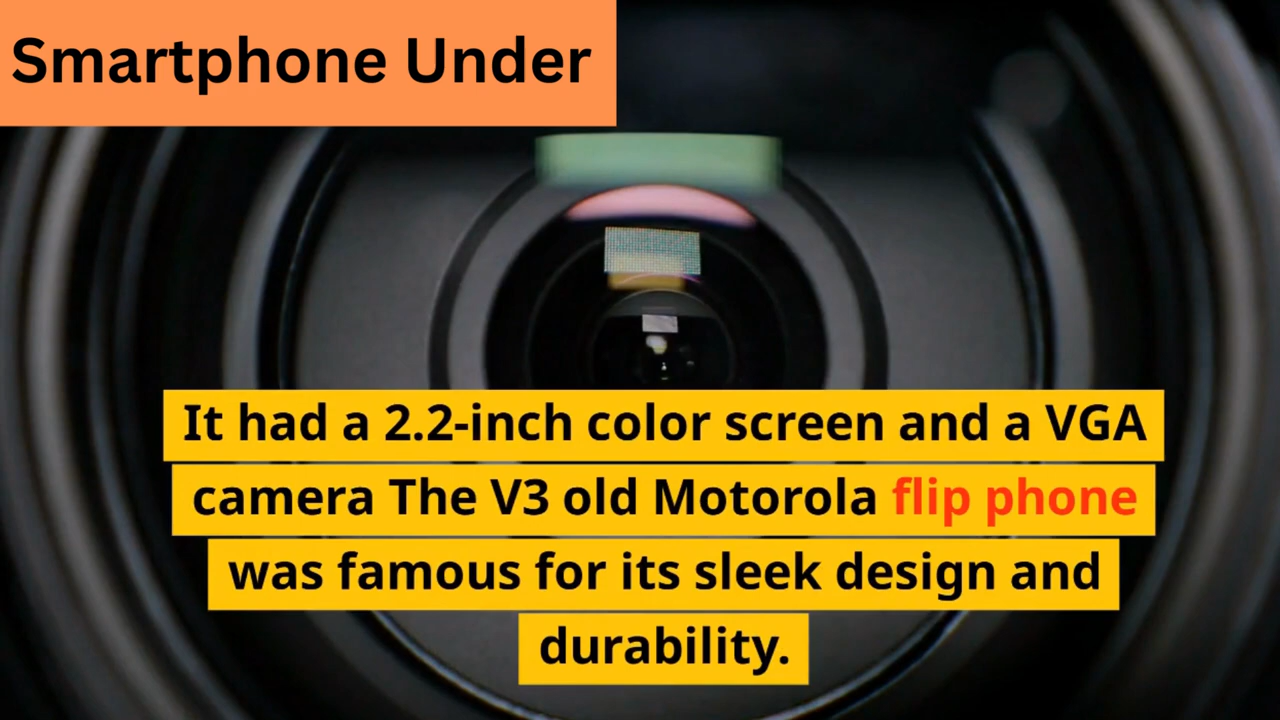 Smartphone Under
It had a 2.2-inch color screen and a VGA
camera The V3 old Motorola flip phone
was famous for its sleek design and
durability.